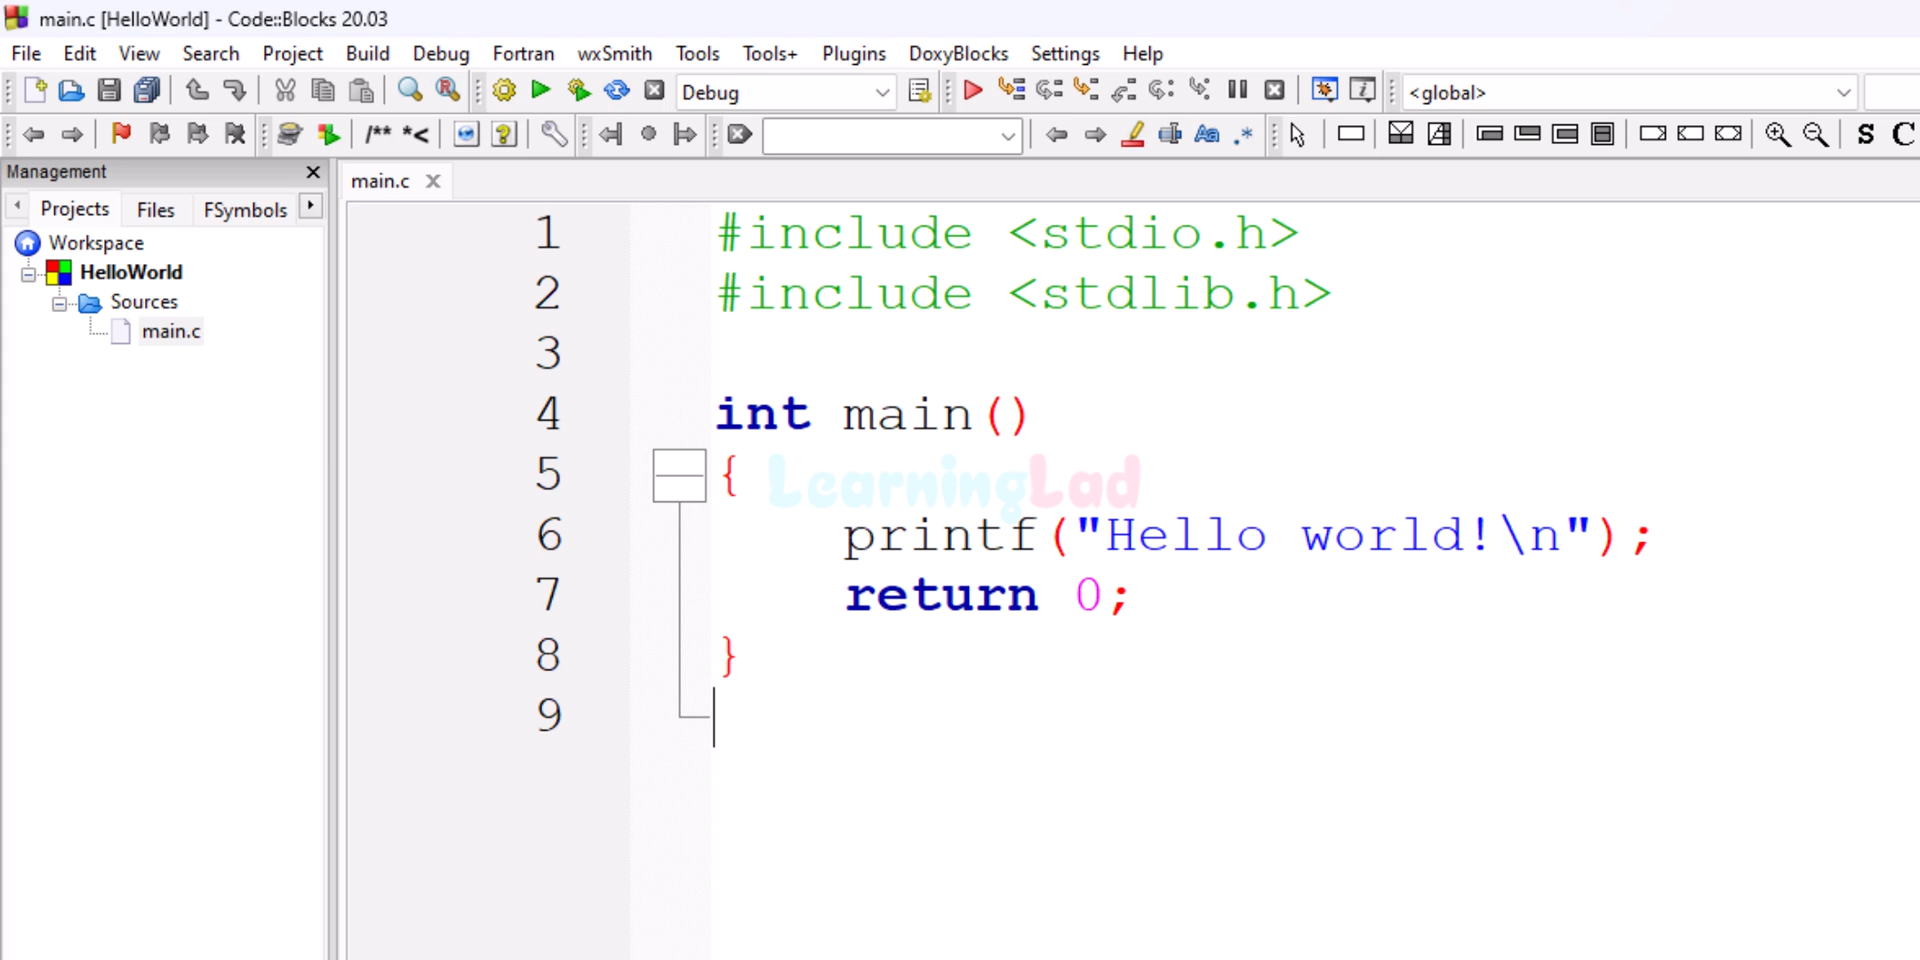 main.c [HelloWorld] - Code::Blocks 20.03
File Edit View Search Project Build Debug Fortran wxSmith Tools Tools+ Plugins DoxyBlocks Settings Help
Debug
<global>
/** *<
S C
Management
main.c
Projects Files FSymbols
Workspace
HelloWorld
Sources
main.c
1 #include <stdio.h>
2 #include <stdlib.h>
3
4 int main()
5 {
LearningLad
6 printf("Hello world!\n");
7 return 0;
8 }
9